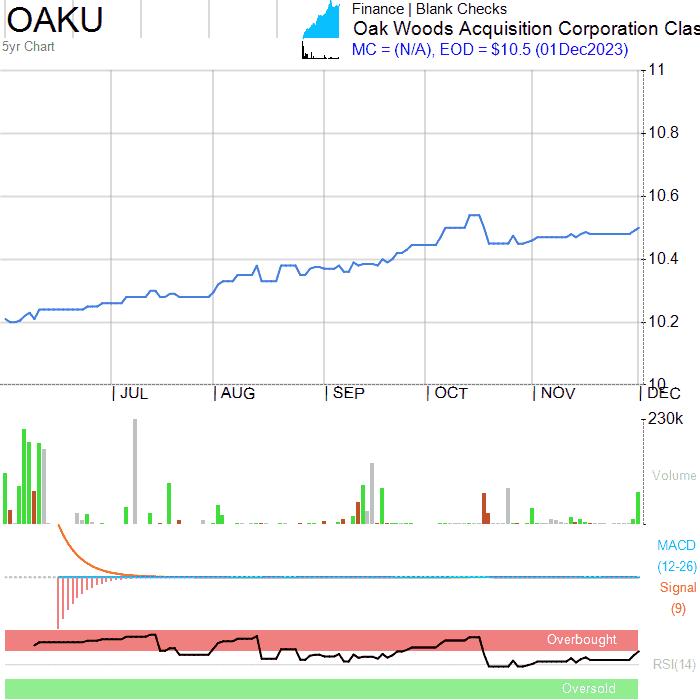 OAKU
Finance | Blank Checks
Oak Woods Acquisition Corporation Clas
5yr Chart
MC = (N/A), EOD = $10.5 (01Dec2023)
11
10.8
10.6
10.4
10.2
10
| JUL | AUG | SEP | OCT | NOV | DEC
230k
Volume
MACD
(12-26)
Signal
(9)
Overbought
RSI(14)
Oversold